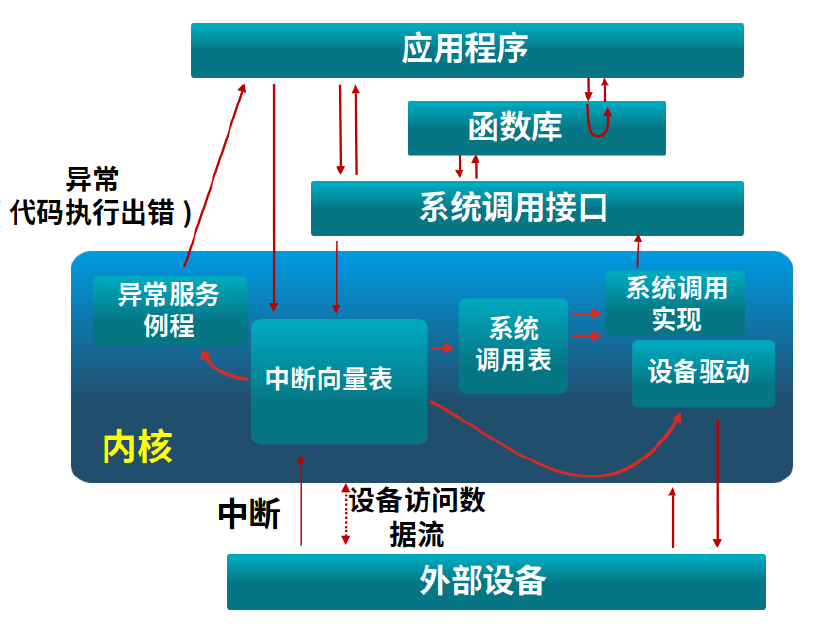 应用程序
函数库
异常
（代码执行出错）
系统调用接口
异常服务
例程
系统调用
实现
系统
调用表
中断向量表
设备驱动
内核
中断
设备访问数
据流
外部设备